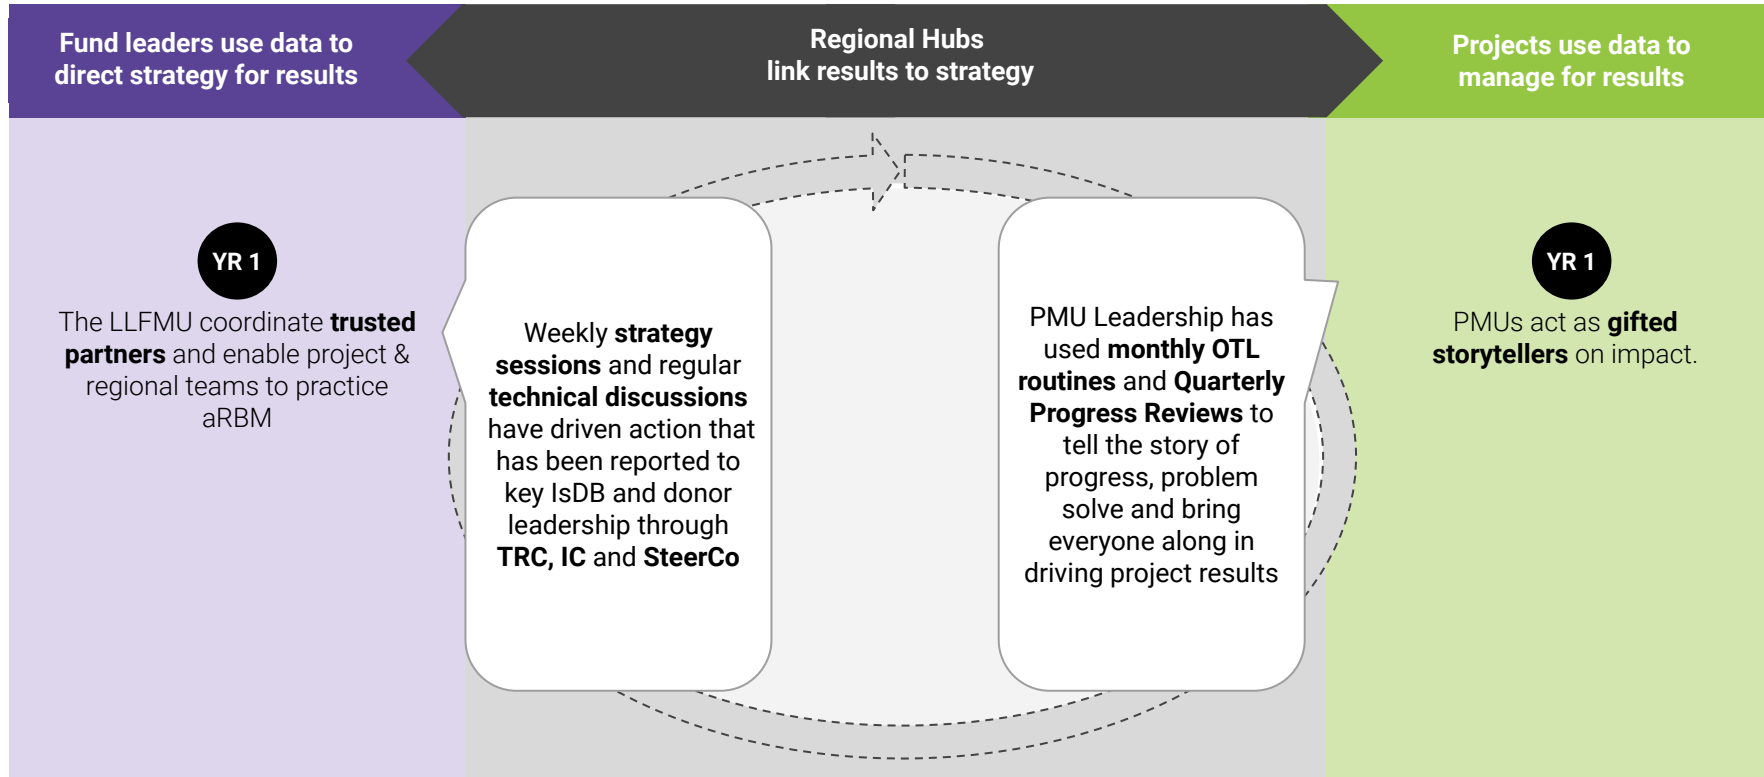 Fund leaders use data to
direct strategy for results
Regional Hubs
link results to strategy
Projects use data to
manage for results
YR 1
The LLFMU coordinate trusted
partners and enable project &
regional teams to practice
aRBM
Weekly strategy
sessions and regular
technical discussions
have driven action that
has been reported to
key IsDB and donor
leadership through
TRC, IC and SteerCo
PMU Leadership has
used monthly OTL
routines and Quarterly
Progress Reviews to
tell the story of
progress, problem
solve and bring
everyone along in
driving project results
YR 1
PMUs act as gifted
storytellers on impact.